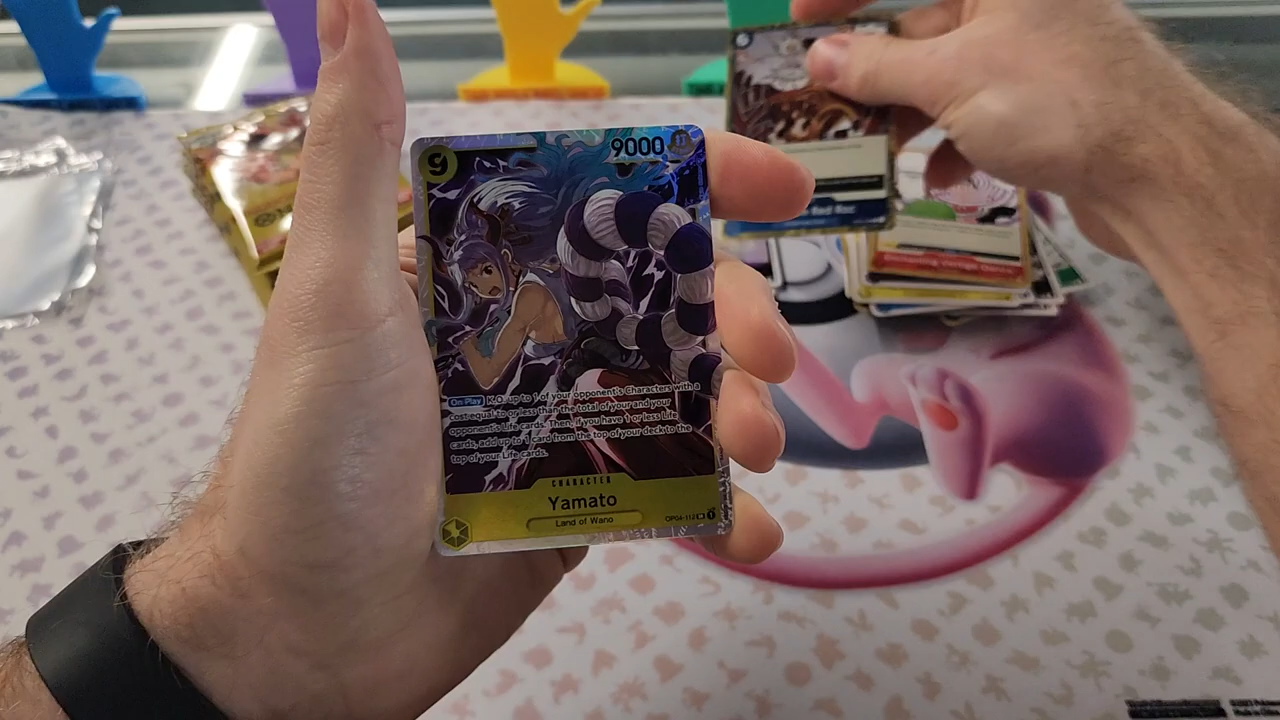 9
9000
On Play K.O. up to 1 of your opponent's Characters with a
cost equal to or less than the total of your and your
opponent's Life cards. Then, if you have 1 or less Life
cards, add up to 1 card from the top of your deck to the
top of your Life cards.
CHARACTER
Yamato
Land of Wano
OP04-112